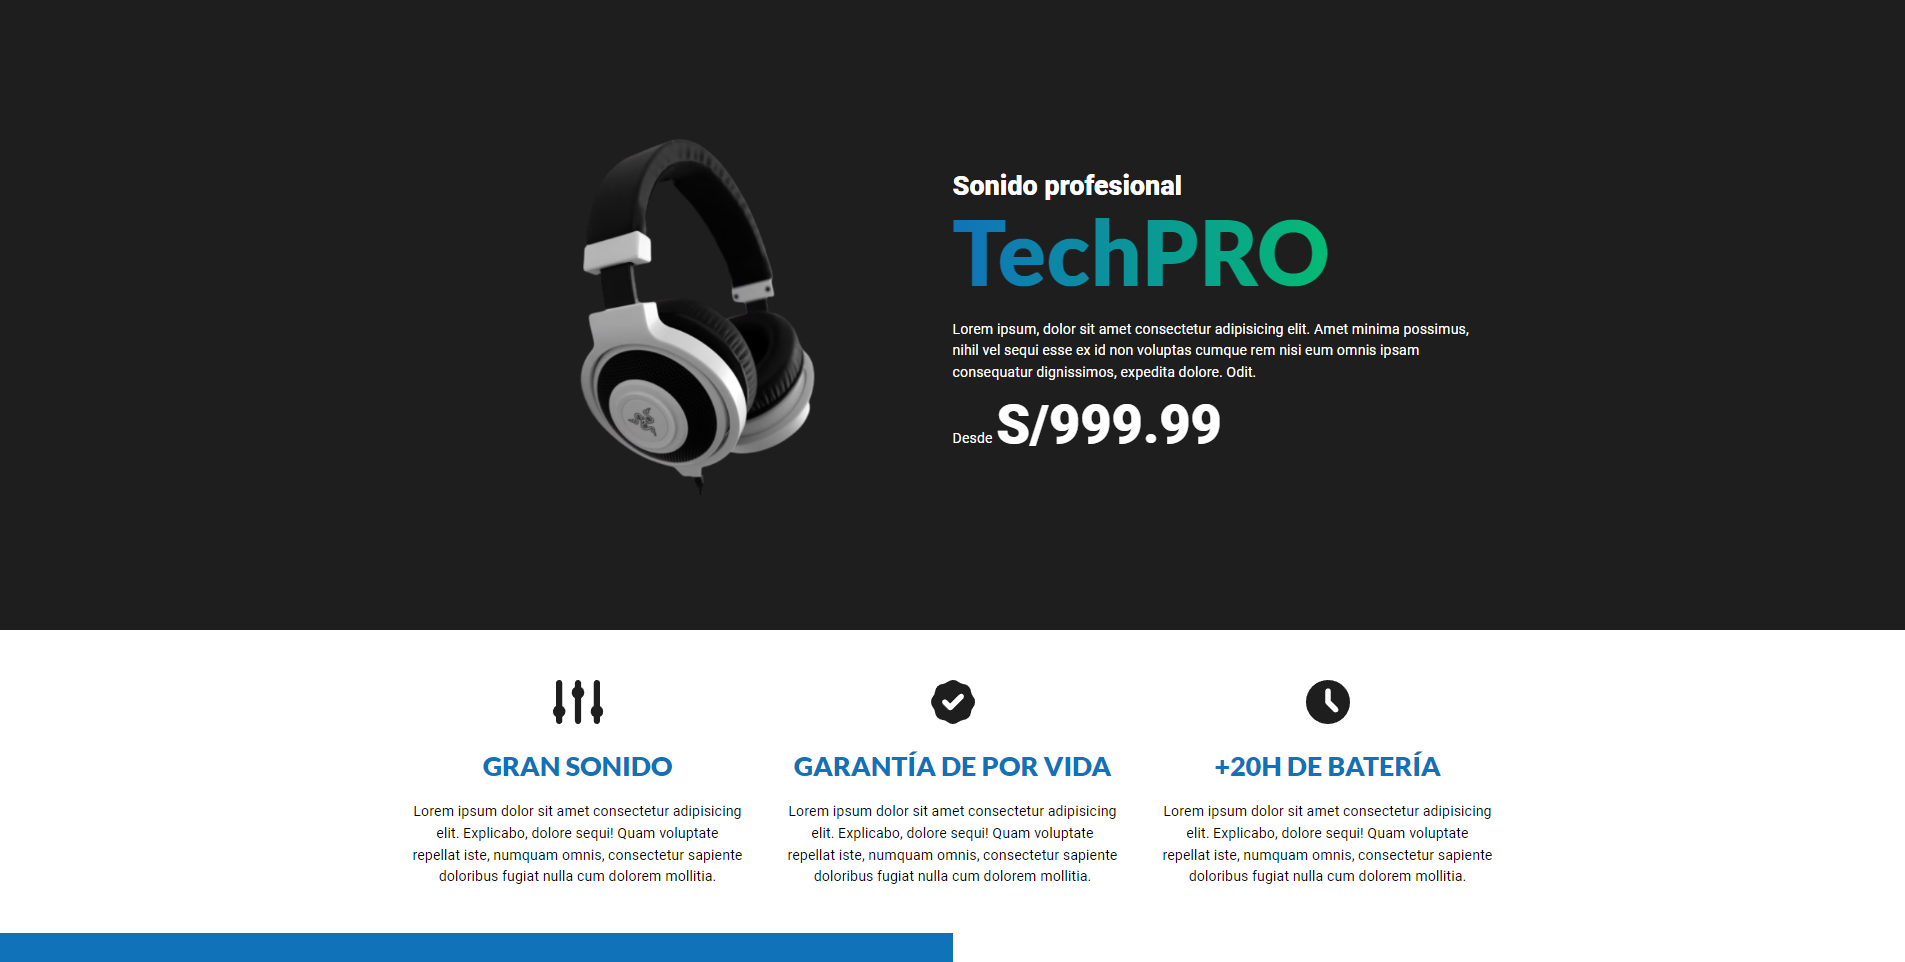 Sonido profesional
TechPRO
Lorem ipsum, dolor sit amet consectetur adipisicing elit. Amet minima possimus,
nihil vel sequi esse ex id non voluptas cumque rem nisi eum omnis ipsam
consequatur dignissimos, expedita dolore. Odit.
Desde S/999.99
GRAN SONIDO
Lorem ipsum dolor sit amet consectetur adipisicing
elit. Explicabo, dolore sequi! Quam voluptate
repellat iste, numquam omnis, consectetur sapiente
doloribus fugiat nulla cum dolorem mollitia.
GARANTÍA DE POR VIDA
Lorem ipsum dolor sit amet consectetur adipisicing
elit. Explicabo, dolore sequi! Quam voluptate
repellat iste, numquam omnis, consectetur sapiente
doloribus fugiat nulla cum dolorem mollitia.
+20H DE BATERÍA
Lorem ipsum dolor sit amet consectetur adipisicing
elit. Explicabo, dolore sequi! Quam voluptate
repellat iste, numquam omnis, consectetur sapiente
doloribus fugiat nulla cum dolorem mollitia.